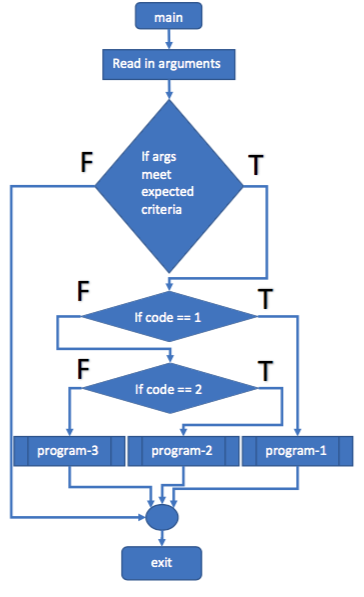 main
Read in arguments
F
T
If args
meet
expected
criteria
F
T
If code == 1
F
T
If code == 2
program-3
program-2
program-1
exit